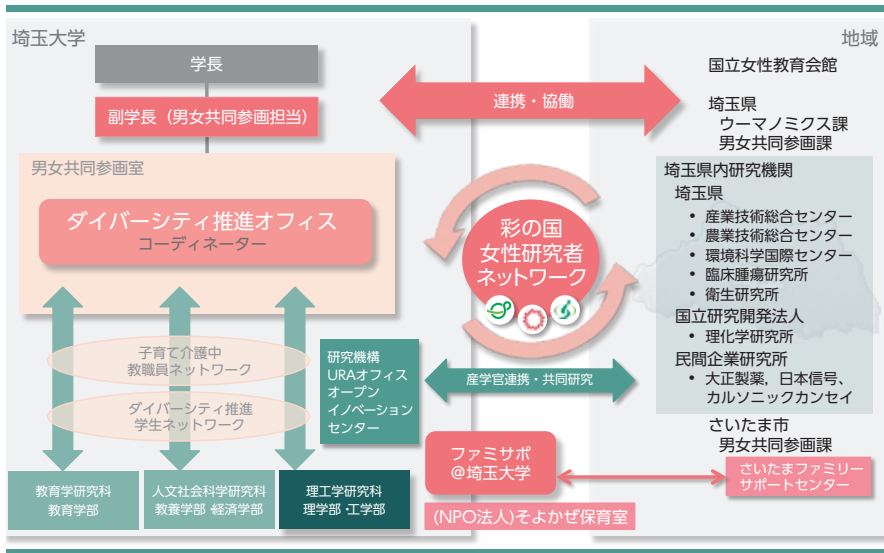 埼玉大学
学長
副学長（男女共同参画担当）
男女共同参画室
ダイバーシティ推進オフィス
コーディネーター
子育て介護中
教職員ネットワーク
ダイバーシティ推進
学生ネットワーク
研究機構
URAオフィス
オープン
イノベーション
センター
教育学研究科
教育学部
人文社会科学研究科
教養学部・経済学部
理工学研究科
理学部・工学部
連携・協働
彩の国
女性研究者
ネットワーク
産学官連携・共同研究
ファミサポ
@埼玉大学
(NPO法人)そよかぜ保育室
地域
国立女性教育会館
埼玉県
ウーマノミクス課
男女共同参画課
埼玉県内研究機関
埼玉県
• 産業技術総合センター
• 農業技術総合センター
• 環境科学国際センター
• 臨床腫瘍研究所
• 衛生研究所
国立研究開発法人
• 理化学研究所
民間企業研究所
• 大正製薬，日本信号、
カルソニックカンセイ
さいたま市
男女共同参画課
さいたまファミリー
サポートセンター